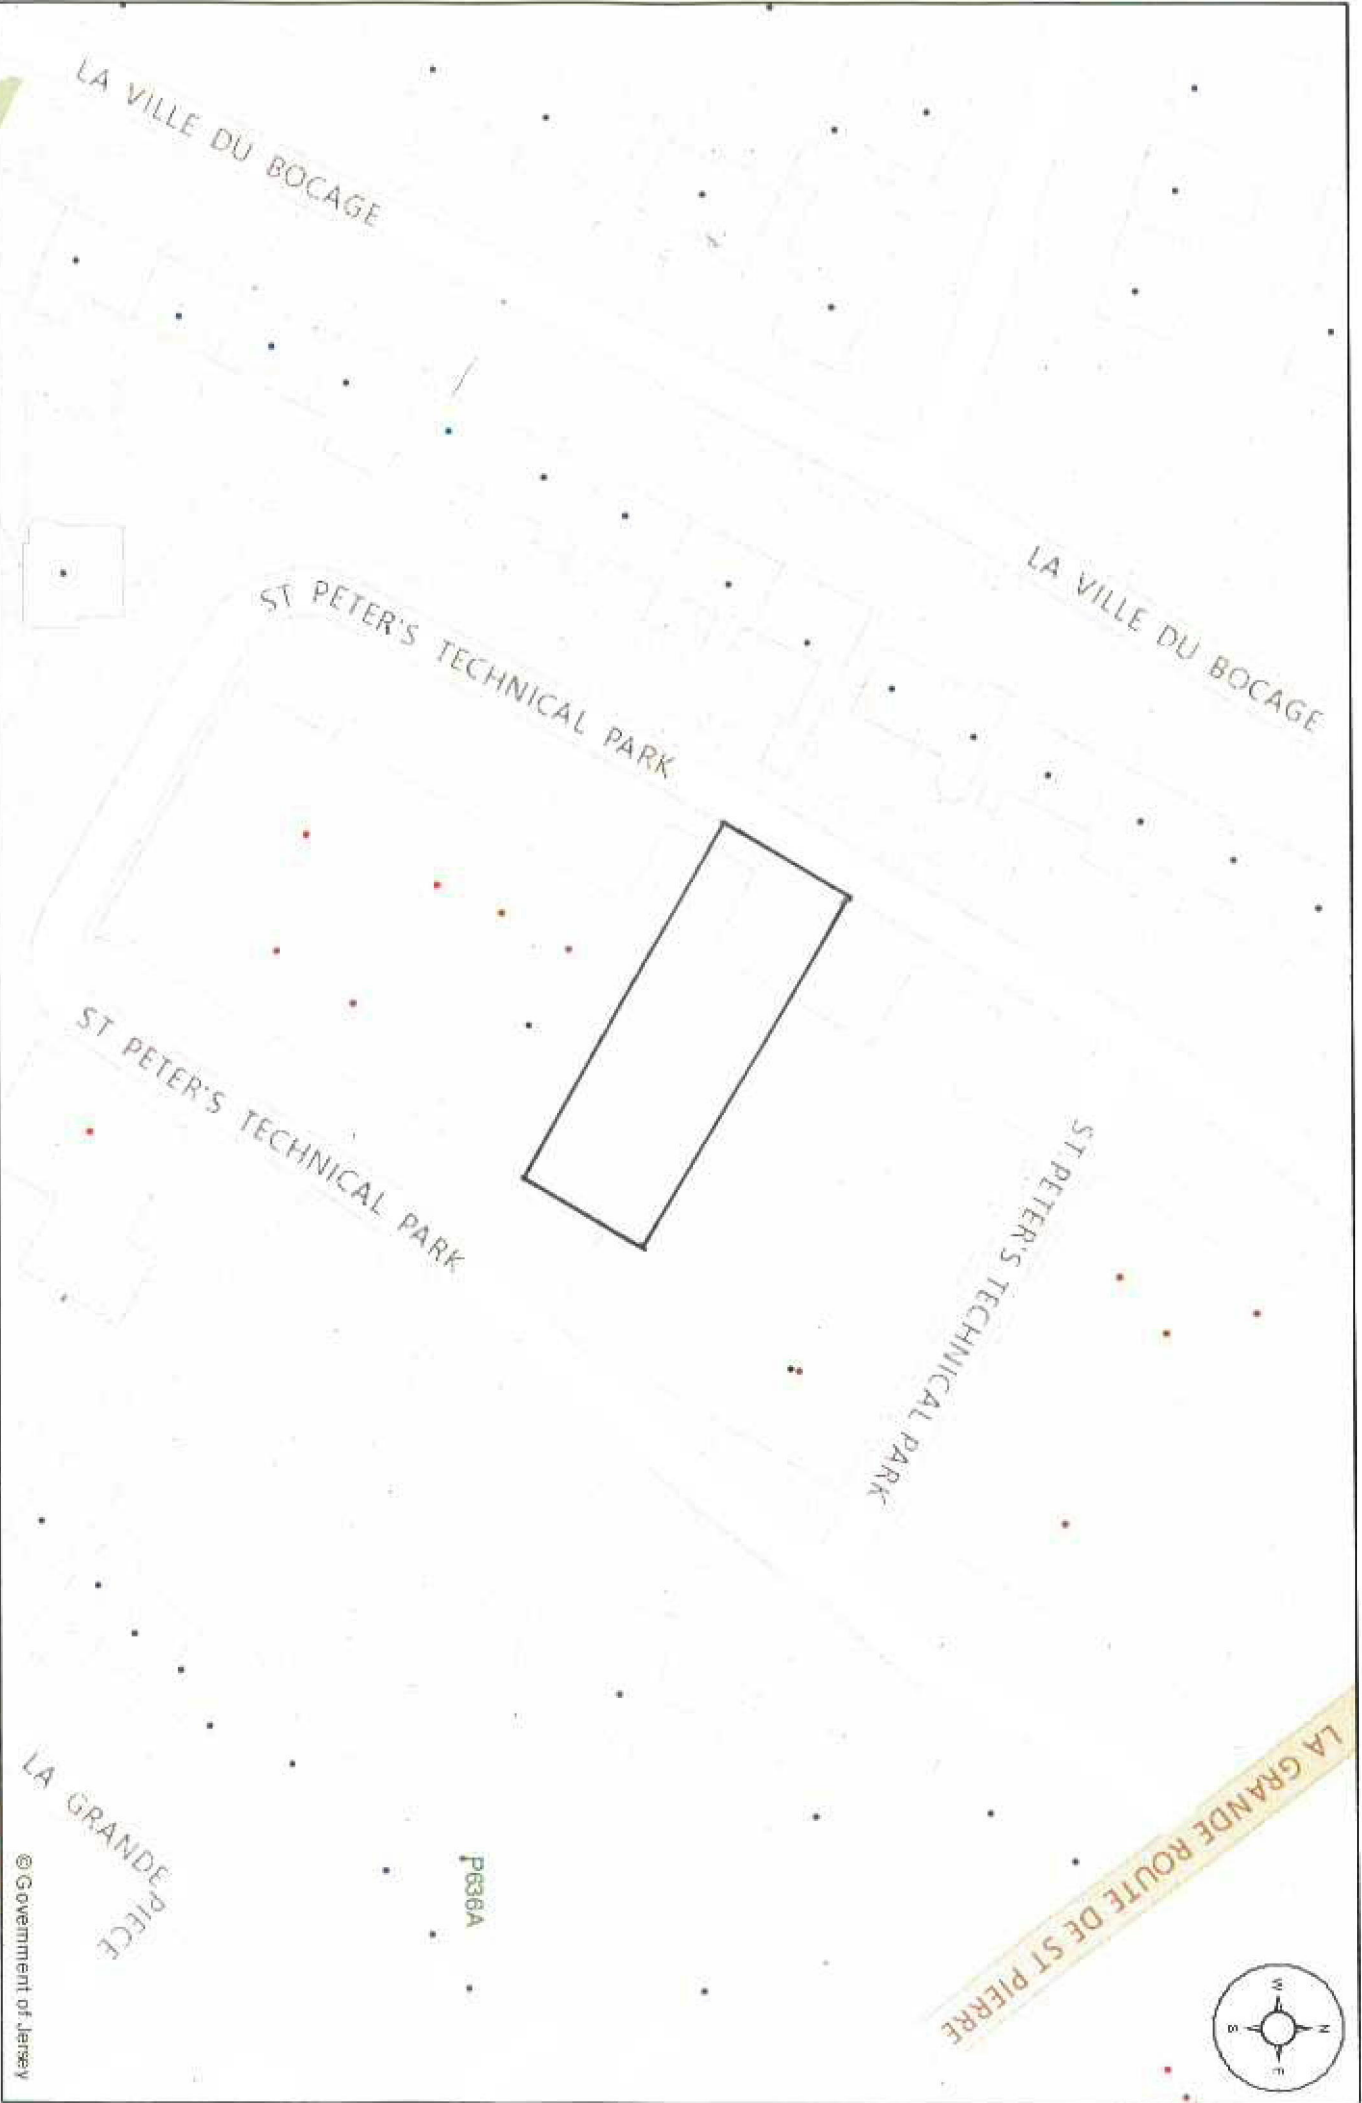 LA VILLE DU BOCAGE
LA VILLE DU BOCAGE
ST PETER'S TECHNICAL PARK
ST PETER'S TECHNICAL PARK
ST PETER'S TECHNICAL PARK
LA GRANDE ROUTE DE ST PIERRE
LA GRANDE PIECE
P636A
N
W
E
S
© Government of Jersey